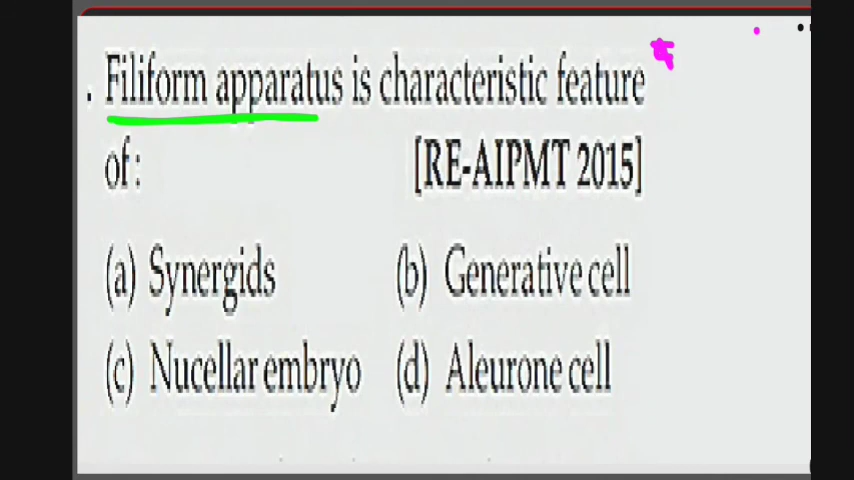 . Filiform apparatus is characteristic feature
of : [RE-AIPMT 2015]
(a) Synergids (b) Generative cell
(c) Nucellar embryo (d) Aleurone cell